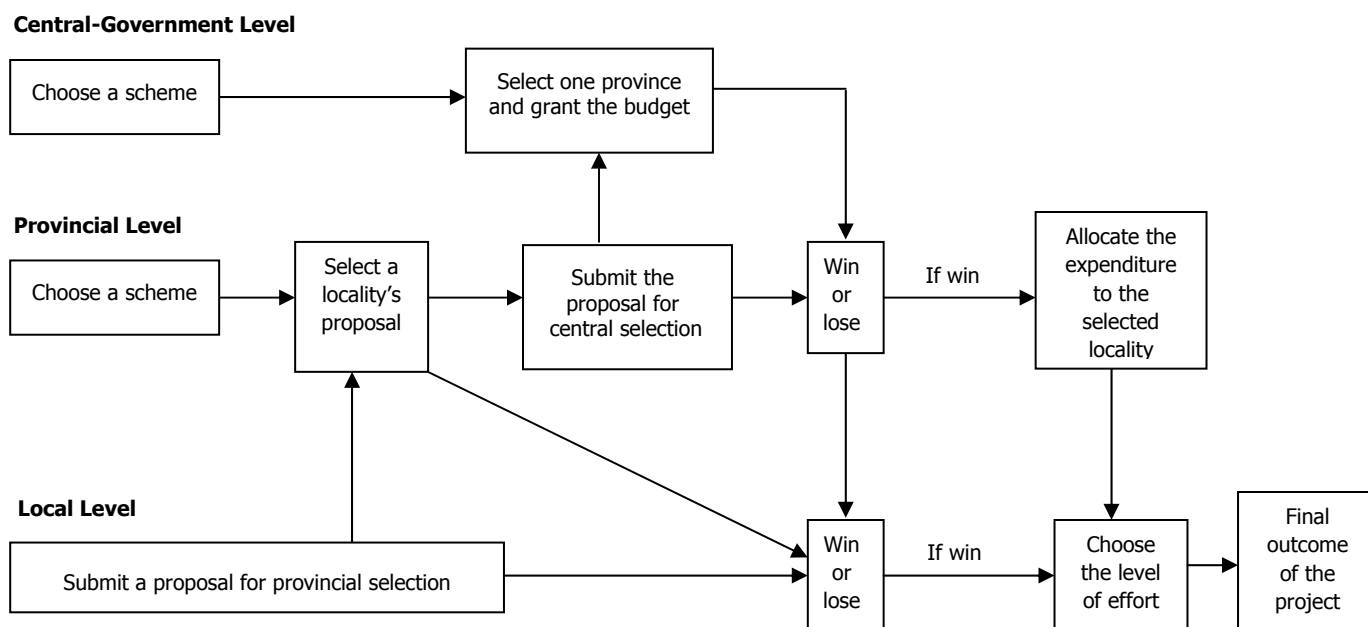 Central-Government Level
Choose a scheme
Select one province
and grant the budget
Provincial Level
Choose a scheme
Select a
locality’s
proposal
Submit the
proposal for
central selection
Win
or
lose
If win
Allocate the
expenditure
to the
selected
locality
Local Level
Submit a proposal for provincial selection
Win
or
lose
If win
Choose
the level
of effort
Final
outcome
of the
project